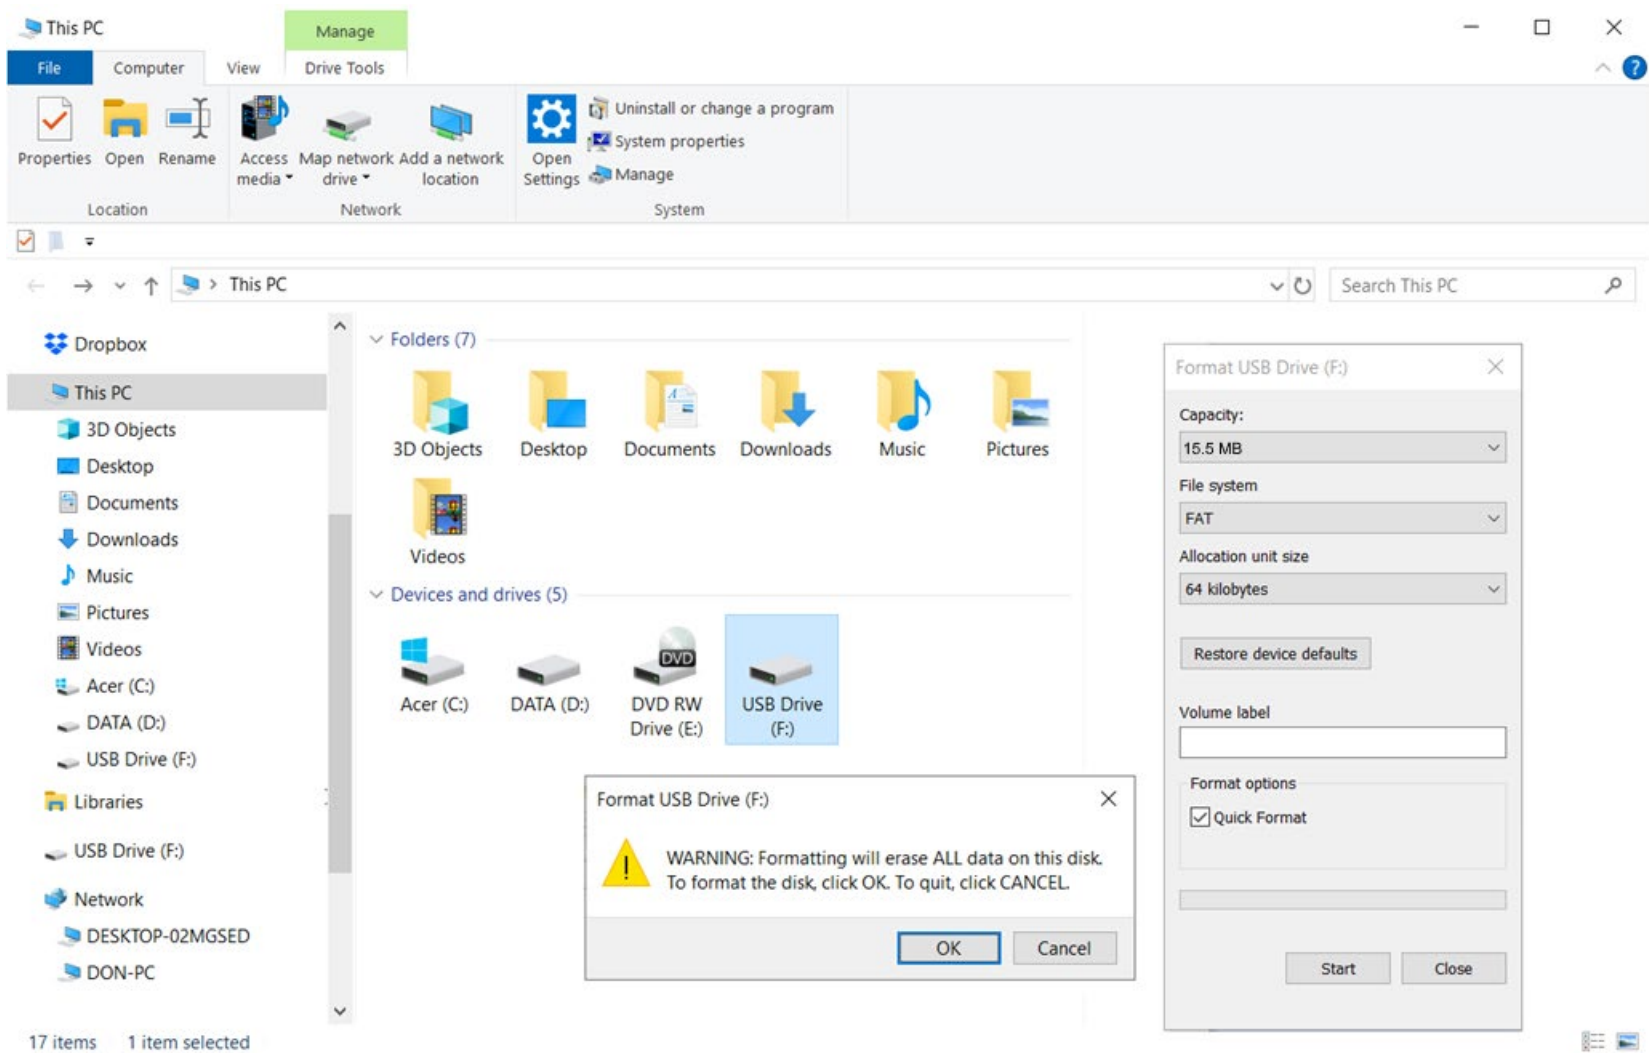 This PC
Manage
File
Computer
View
Drive Tools
?
Properties
Open
Rename
Access
media
Map network
drive
Add a network
location
Open
Settings
Uninstall or change a program
System properties
Manage
Location
Network
System
This PC
Search This PC
Dropbox
This PC
3D Objects
Desktop
Documents
Downloads
Music
Pictures
Videos
Acer (C:)
DATA (D:)
USB Drive (F:)
Libraries
USB Drive (F:)
Network
DESKTOP-02MGSED
DON-PC
Folders (7)
3D Objects
Desktop
Documents
Downloads
Music
Pictures
Videos
Devices and drives (5)
Acer (C:)
DATA (D:)
DVD
DVD RW
Drive (E:)
USB Drive
(F:)
Format USB Drive (F:)
WARNING: Formatting will erase ALL data on this disk.
To format the disk, click OK. To quit, click CANCEL.
OK
Cancel
Format USB Drive (F:)
Capacity:
15.5 MB
File system
FAT
Allocation unit size
64 kilobytes
Restore device defaults
Volume label
Format options
Quick Format
Start
Close
17 items
1 item selected